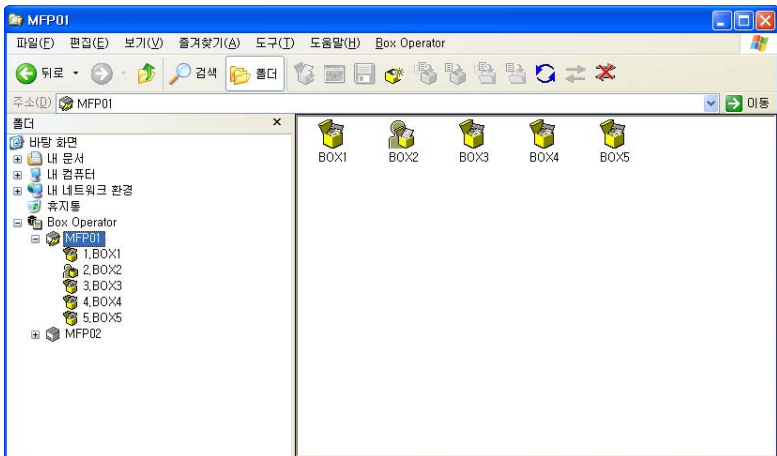 MFP01
파일(F) 편집(E) 보기(V) 즐겨찾기(A) 도구(T) 도움말(H) Box Operator
뒤로 검색 폴더
주소(D) MFP01 이동
폴더 ×
바탕 화면
내 문서
내 컴퓨터
내 네트워크 환경
휴지통
Box Operator
MFP01
1,BOX1
2,BOX2
3,BOX3
4,BOX4
5,BOX5
MFP02
BOX1 BOX2 BOX3 BOX4 BOX5